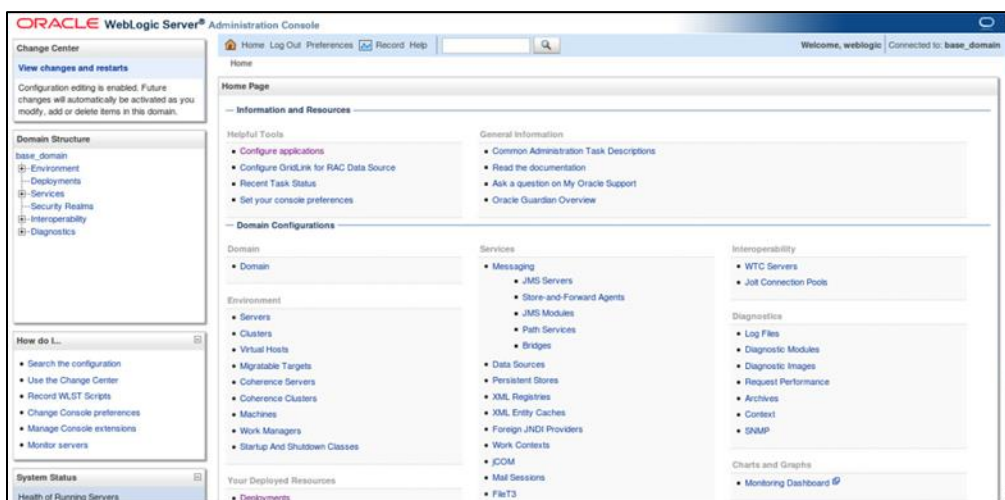 ORACLE WebLogic Server® Administration Console
Change Center
View changes and restarts
Configuration editing is enabled. Future
changes will automatically be activated as you
modify, add or delete items in this domain.
Domain Structure
base_domain
Environment
Deployments
Services
Security Realms
Interoperability
Diagnostics
How do I...
Search the configuration
Use the Change Center
Record WLST Scripts
Change Console preferences
Manage Console extensions
Monitor servers
System Status
Health of Running Servers
Home Log Out Preferences Record Help
Welcome, weblogic Connected to: base_domain
Home
Home Page
Information and Resources
Helpful Tools
Configure applications
Configure GridLink for RAC Data Source
Recent Task Status
Set your console preferences
General Information
Common Administration Task Descriptions
Read the documentation
Ask a question on My Oracle Support
Oracle Guardian Overview
Domain Configurations
Domain
Domain
Environment
Servers
Clusters
Virtual Hosts
Migratable Targets
Coherence Servers
Coherence Clusters
Machines
Work Managers
Startup And Shutdown Classes
Your Deployed Resources
Deployments
Services
Messaging
JMS Servers
Store-and-Forward Agents
JMS Modules
Path Services
Bridges
Data Sources
Persistent Stores
XML Registries
XML Entity Caches
Foreign JNDI Providers
Work Contexts
jCOM
Mail Sessions
FileT3
Interoperability
WTC Servers
Jolt Connection Pools
Diagnostics
Log Files
Diagnostic Modules
Diagnostic Images
Request Performance
Archives
Context
SNMP
Charts and Graphs
Monitoring Dashboard